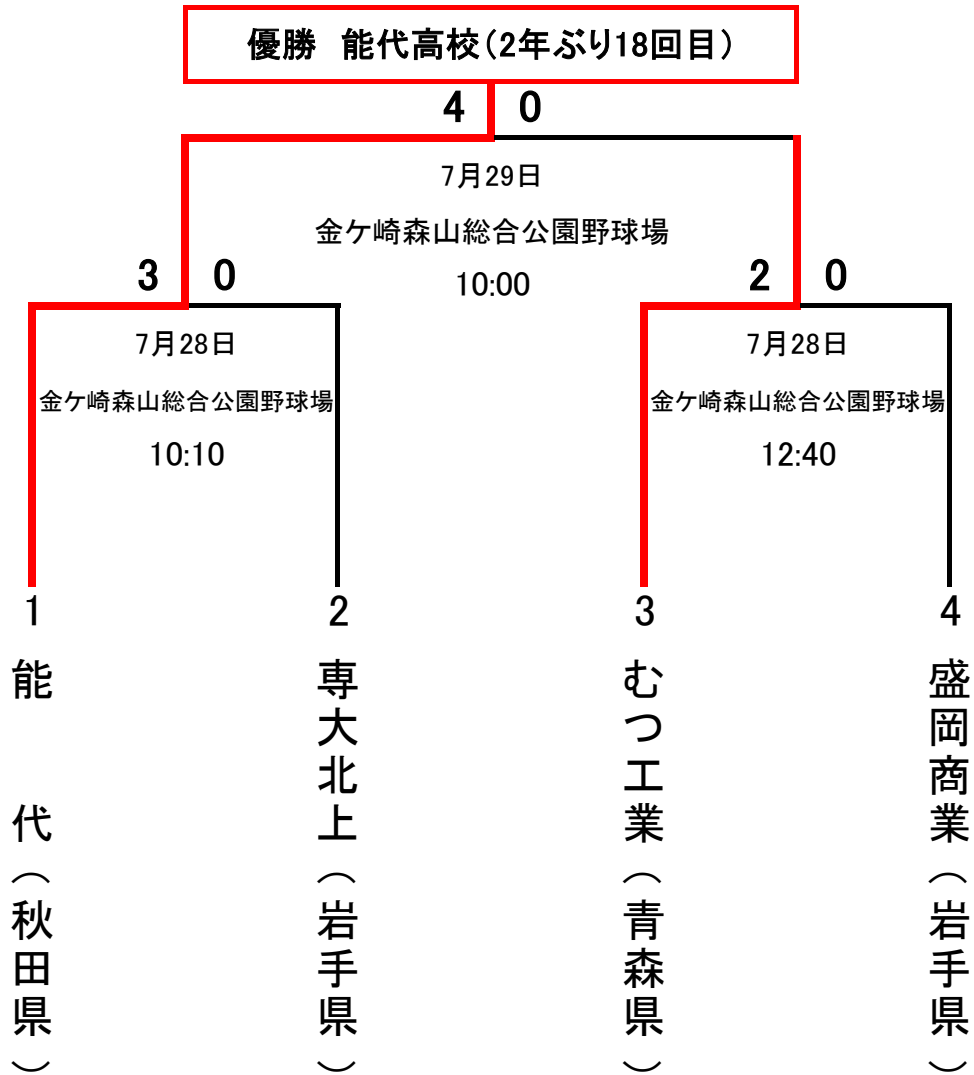 優勝 能代高校(2年ぶり18回目)
4 0
7月29日
金ケ崎森山総合公園野球場
10:00
3 0
7月28日
金ケ崎森山総合公園野球場
10:10
2 0
7月28日
金ケ崎森山総合公園野球場
12:40
1
能代(秋田県)
2
専大北上(岩手県)
3
むつ工業(青森県)
4
盛岡商業(岩手県)